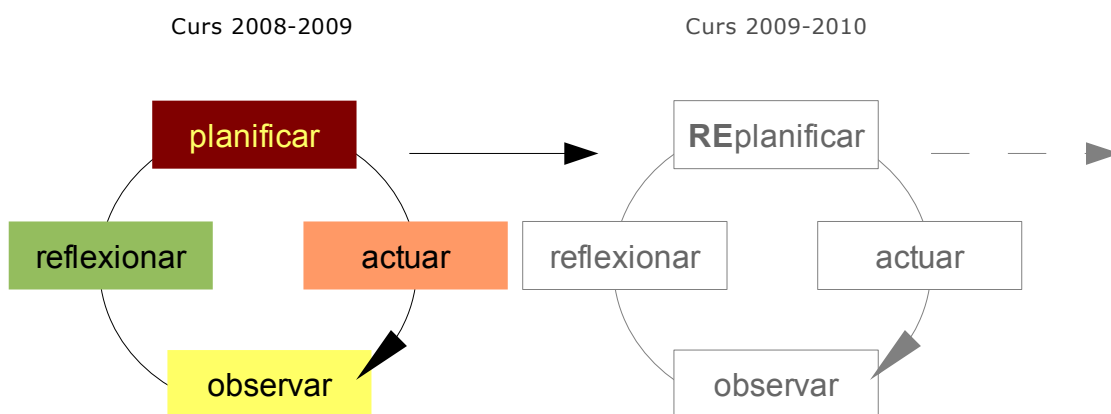 Curs 2008-2009
Curs 2009-2010
planificar
REplanificar
reflexionar
actuar
reflexionar
actuar
observar
observar